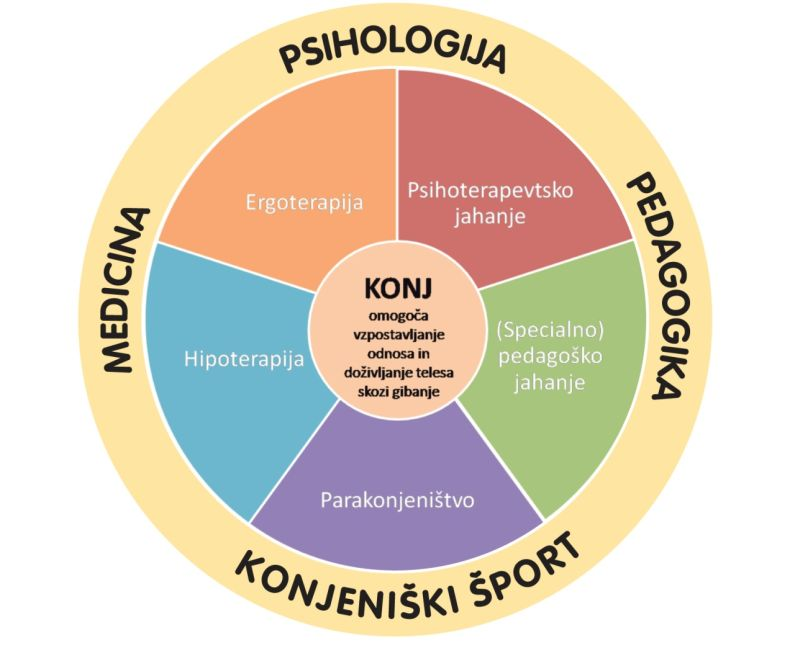 PSIHOLOGIJA
PEDAGOGIKA
KONJENIŠKI ŠPORT
MEDICINA
Ergoterapija
Psihoterapevtsko
jahanje
(Specialno)
pedagoško
jahanje
Parakonjeništvo
Hipoterapija
KONJ
omogoča
vzpostavljanje
odnosa in
doživljanje telesa
skozi gibanje